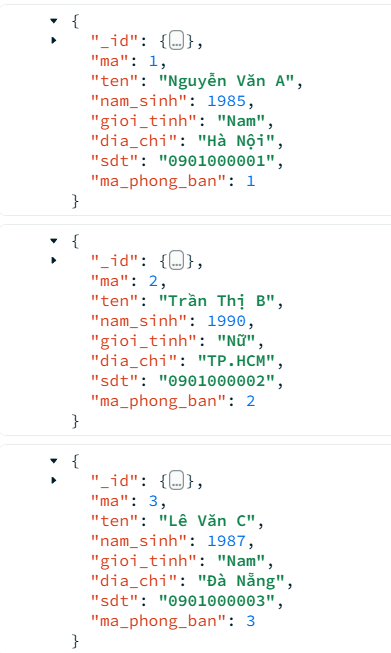 {
"_id": {…},
"ma": 1,
"ten": "Nguyễn Văn A",
"nam_sinh": 1985,
"gioi_tinh": "Nam",
"dia_chi": "Hà Nội",
"sdt": "0901000001",
"ma_phong_ban": 1
}
{
"_id": {…},
"ma": 2,
"ten": "Trần Thị B",
"nam_sinh": 1990,
"gioi_tinh": "Nữ",
"dia_chi": "TP.HCM",
"sdt": "0901000002",
"ma_phong_ban": 2
}
{
"_id": {…},
"ma": 3,
"ten": "Lê Văn C",
"nam_sinh": 1987,
"gioi_tinh": "Nam",
"dia_chi": "Đà Nẵng",
"sdt": "0901000003",
"ma_phong_ban": 3
}